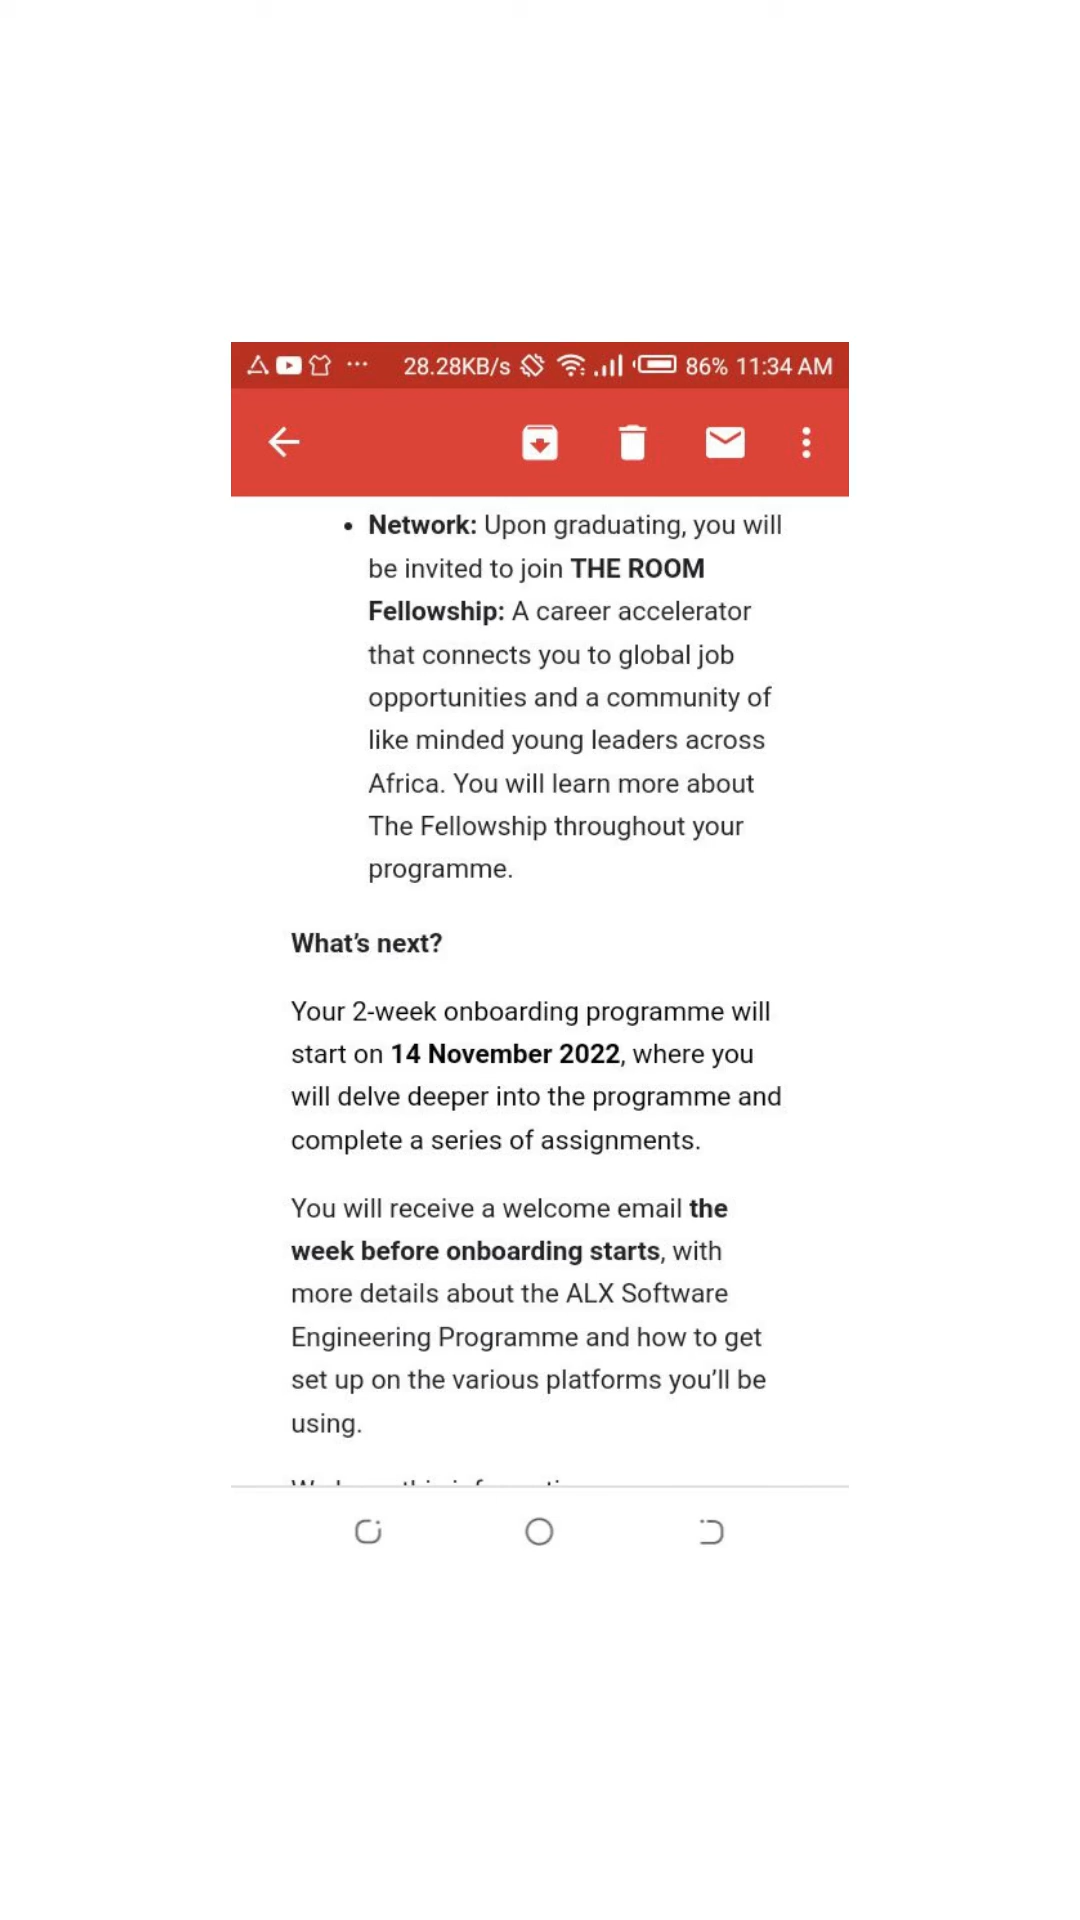 28.28KB/s 86% 11:34 AM
• Network: Upon graduating, you will
be invited to join THE ROOM
Fellowship: A career accelerator
that connects you to global job
opportunities and a community of
like minded young leaders across
Africa. You will learn more about
The Fellowship throughout your
programme.
What’s next?
Your 2-week onboarding programme will
start on 14 November 2022, where you
will delve deeper into the programme and
complete a series of assignments.
You will receive a welcome email the
week before onboarding starts, with
more details about the ALX Software
Engineering Programme and how to get
set up on the various platforms you’ll be
using.